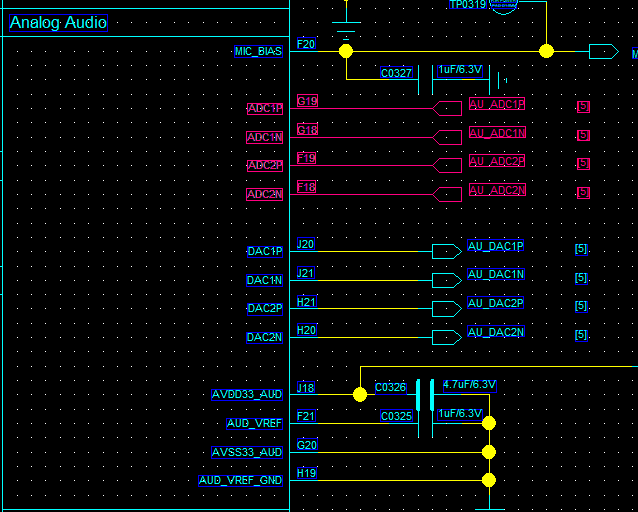 TP0319
Analog Audio
MIC_BIAS F20
C0327 1uF/6.3V
ADC1P G19 AU_ADC1P [5]
ADC1N G18 AU_ADC1N [5]
ADC2P F19 AU_ADC2P [5]
ADC2N F18 AU_ADC2N [5]
DAC1P J20 AU_DAC1P [5]
DAC1N J21 AU_DAC1N [5]
DAC2P H21 AU_DAC2P [5]
DAC2N H20 AU_DAC2N [5]
AVDD33_AUD J18 C0326 4.7uF/6.3V
AUD_VREF F21 C0325 1uF/6.3V
AVSS33_AUD G20
AUD_VREF_GND H19